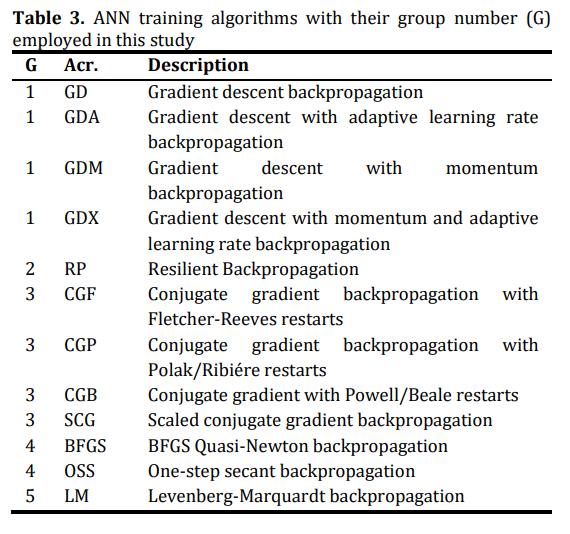 Table 3. ANN training algorithms with their group number (G)
employed in this study
G Acr. Description
1 GD Gradient descent backpropagation
1 GDA Gradient descent with adaptive learning rate
backpropagation
1 GDM Gradient descent with momentum
backpropagation
1 GDX Gradient descent with momentum and adaptive
learning rate backpropagation
2 RP Resilient Backpropagation
3 CGF Conjugate gradient backpropagation with
Fletcher-Reeves restarts
3 CGP Conjugate gradient backpropagation with
Polak/Ribiére restarts
3 CGB Conjugate gradient with Powell/Beale restarts
3 SCG Scaled conjugate gradient backpropagation
4 BFGS BFGS Quasi-Newton backpropagation
4 OSS One-step secant backpropagation
5 LM Levenberg-Marquardt backpropagation